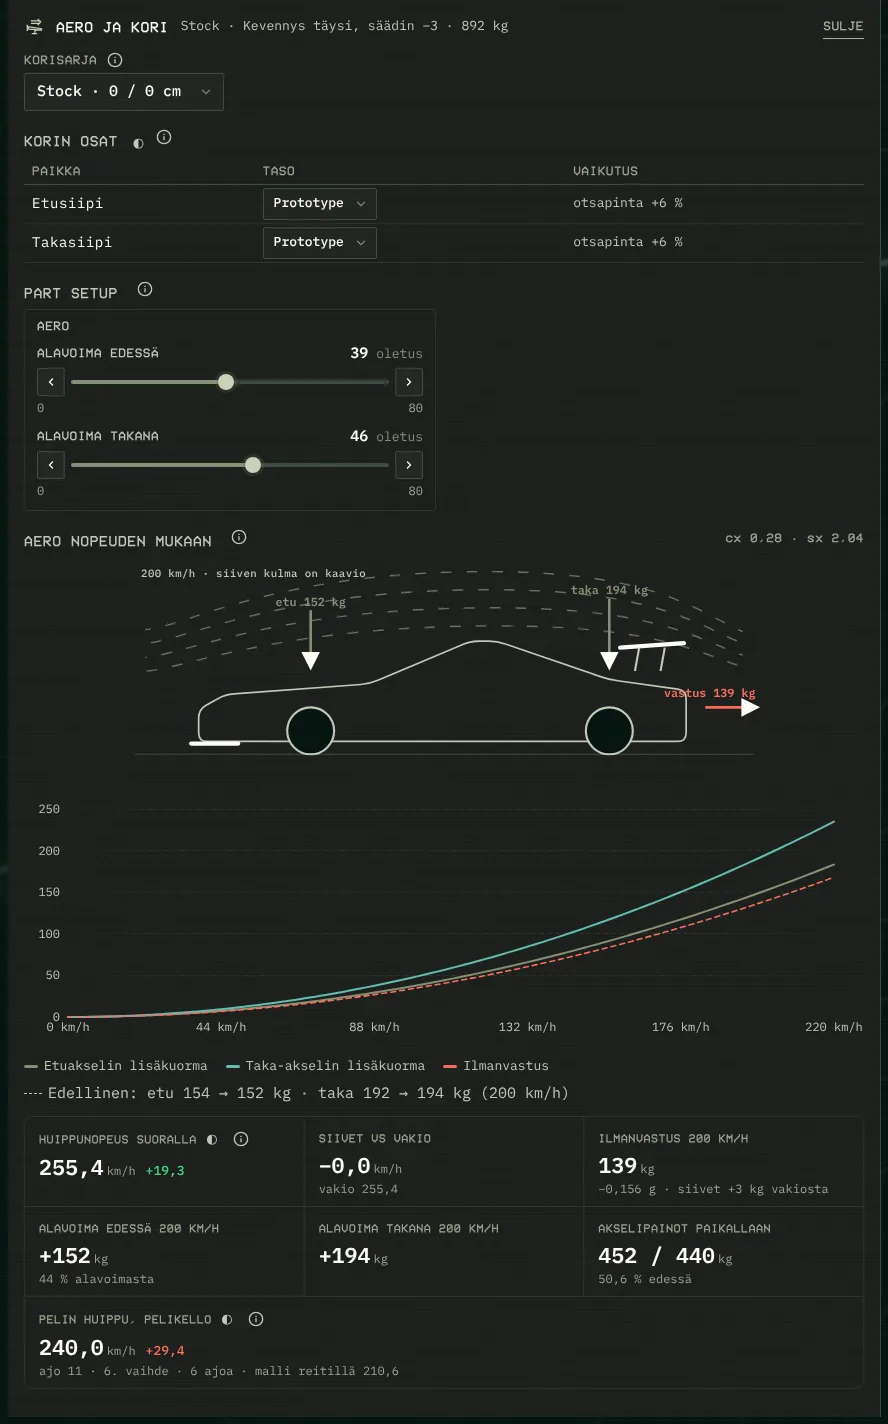 AERO JA KORI Stock · Kevennys täysi, säädin −3 · 892 kg SULJE
KORISARJA
Stock · 0 / 0 cm
KORIN OSAT
PAIKKA TASO VAIKUTUS
Etusiipi Prototype otsapinta +6 %
Takasiipi Prototype otsapinta +6 %
PART SETUP
AERO
ALAVOIMA EDESSÄ 39 oletus
0 80
ALAVOIMA TAKANA 46 oletus
0 80
AERO NOPEUDEN MUKAAN cx 0.28 · sx 2.04
200 km/h · siiven kulma on kaavio
taka 194 kg
etu 152 kg
vastus 139 kg
250
200
150
100
50
0
0 km/h 44 km/h 88 km/h 132 km/h 176 km/h 220 km/h
Etuakselin lisäkuorma Taka-akselin lisäkuorma Ilmanvastus
Edellinen: etu 154 → 152 kg · taka 192 → 194 kg (200 km/h)
HUIPPUNOPEUS SUORALLA
255,4 km/h +19,3
SIIVET VS VAKIO
−0,0 km/h
vakio 255,4
ILMANVASTUS 200 KM/H
139 kg
−0,156 g · siivet +3 kg vakiosta
ALAVOIMA EDESSÄ 200 KM/H
+152 kg
44 % alavoimasta
ALAVOIMA TAKANA 200 KM/H
+194 kg
AKSELIPAINOT PAIKALLAAN
452 / 440 kg
50,6 % edessä
PELIN HUIPPU, PELIKELLO
240,0 km/h +29,4
ajo 11 · 6. vaihde · 6 ajoa · malli reitillä 210,6